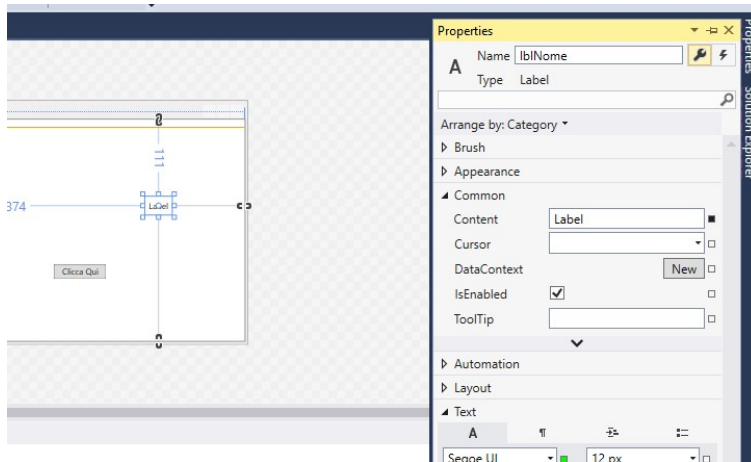 Properties
Name lblNome
Type Label
Arrange by: Category
Brush
Appearance
Common
Content Label
Cursor
DataContext New
IsEnabled
ToolTip
Automation
Layout
Text
A
Segoe UI 12 px
111
374
Label
Clicca Qui
Properties
Solution Explorer